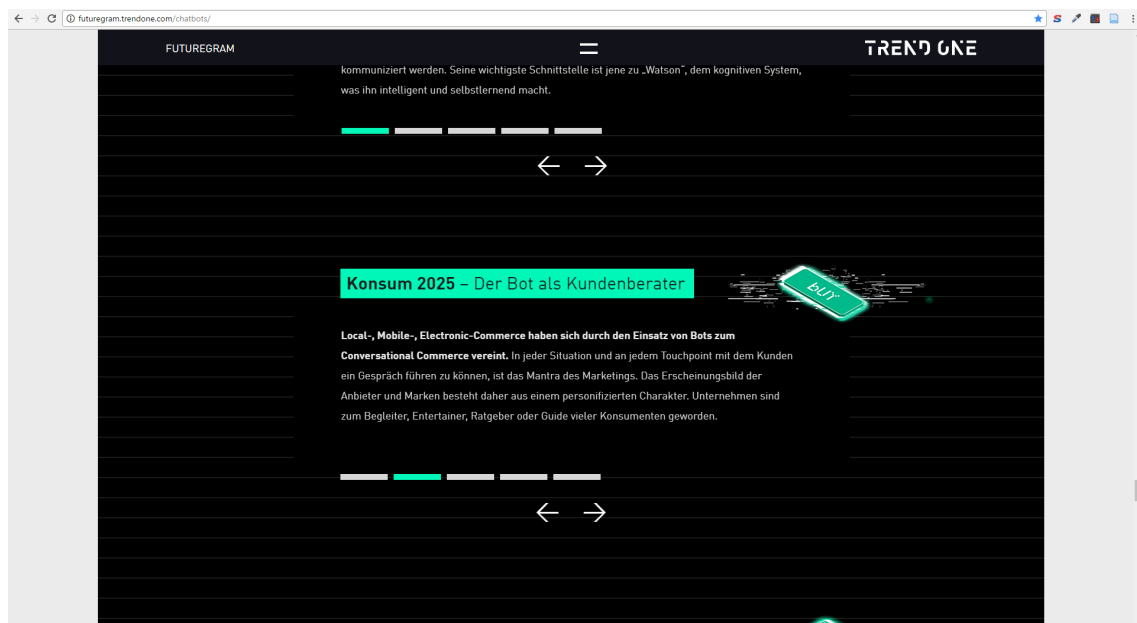 futuregram.trendone.com/chatbots/
FUTUREGRAM
TREND ONE
kommuniziert werden. Seine wichtigste Schnittstelle ist jene zu „Watson“, dem kognitiven System,
was ihn intelligent und selbstlernend macht.
Konsum 2025 – Der Bot als Kundenberater
buy
Local-, Mobile-, Electronic-Commerce haben sich durch den Einsatz von Bots zum
Conversational Commerce vereint. In jeder Situation und an jedem Touchpoint mit dem Kunden
ein Gespräch führen zu können, ist das Mantra des Marketings. Das Erscheinungsbild der
Anbieter und Marken besteht daher aus einem personifizierten Charakter. Unternehmen sind
zum Begleiter, Entertainer, Ratgeber oder Guide vieler Konsumenten geworden.